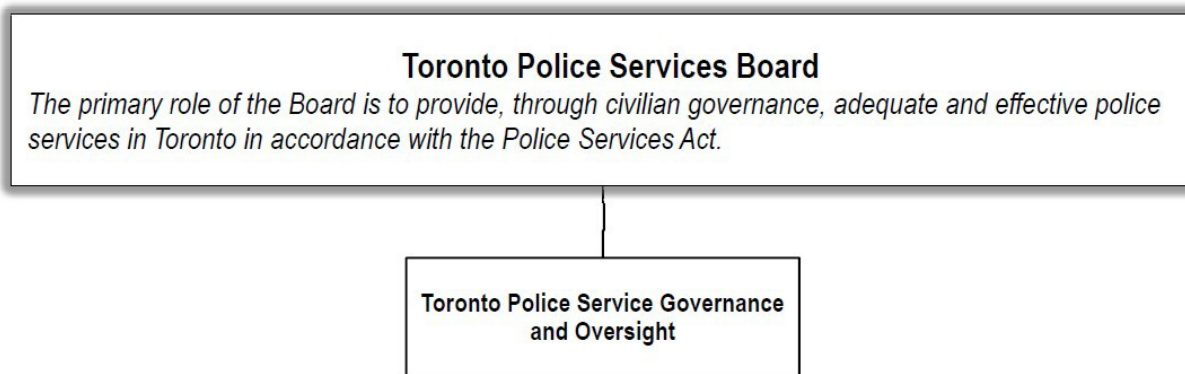 Toronto Police Services Board
The primary role of the Board is to provide, through civilian governance, adequate and effective police
services in Toronto in accordance with the Police Services Act.
Toronto Police Service Governance
and Oversight